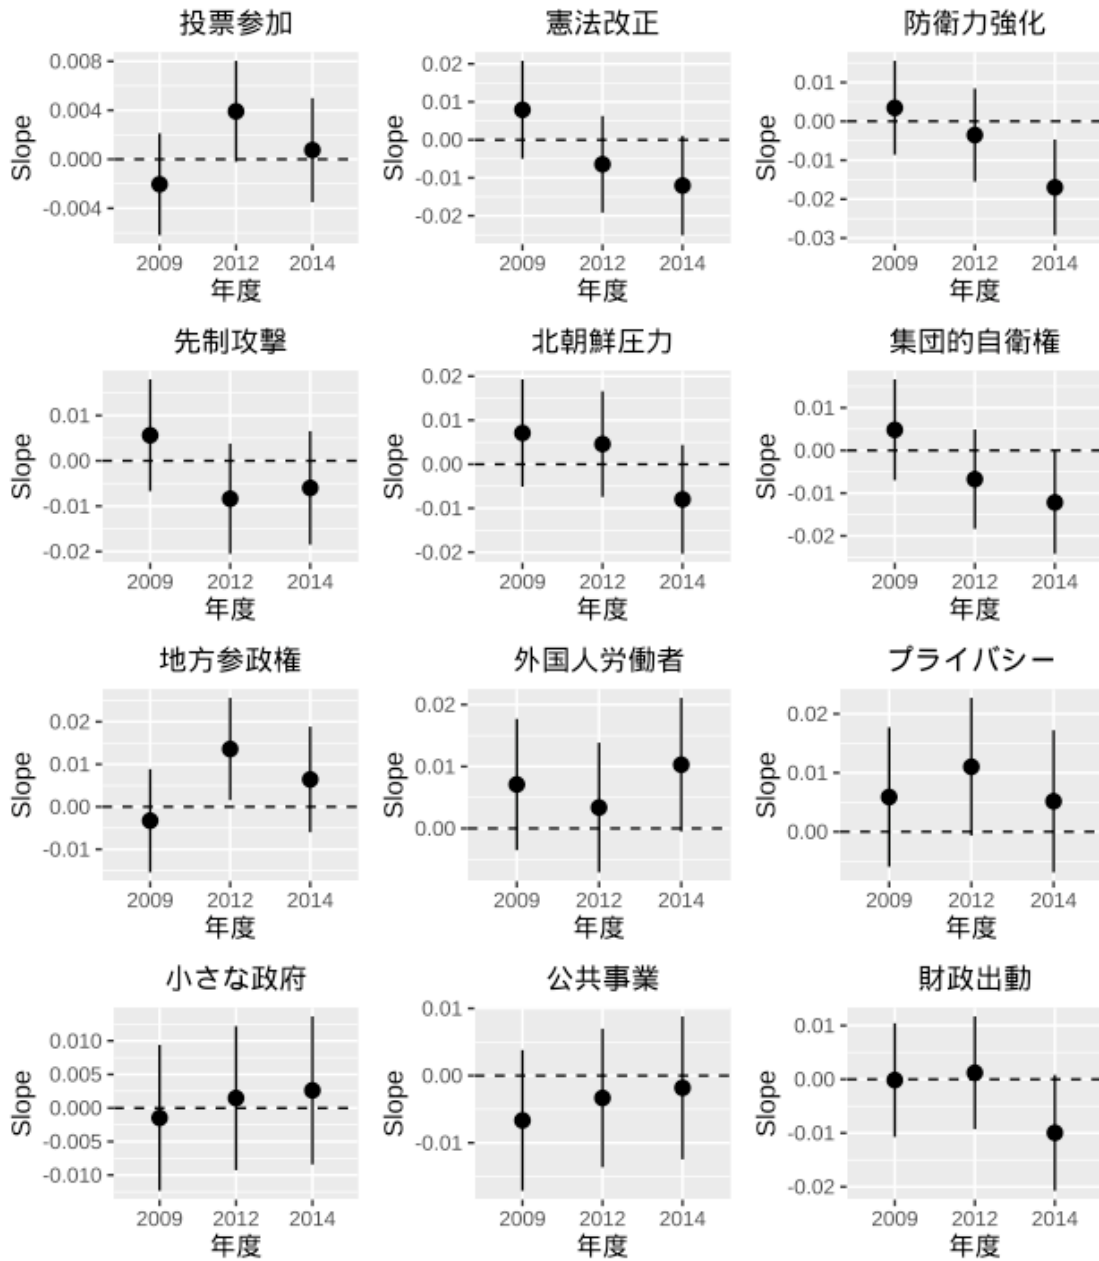 投票参加
憲法改正
防衛力強化
0.008
0.004
0.000
-0.004
Slope
2009 2012 2014
年度
0.02
0.01
0.00
-0.01
-0.02
Slope
2009 2012 2014
年度
0.01
0.00
-0.01
-0.02
-0.03
Slope
2009 2012 2014
年度
先制攻撃
北朝鮮圧力
集団的自衛権
0.01
0.00
-0.01
-0.02
Slope
2009 2012 2014
年度
0.02
0.01
0.00
-0.01
-0.02
Slope
2009 2012 2014
年度
0.01
0.00
-0.01
-0.02
Slope
2009 2012 2014
年度
地方参政権
外国人労働者
プライバシー
0.02
0.01
0.00
-0.01
Slope
2009 2012 2014
年度
0.02
0.01
0.00
Slope
2009 2012 2014
年度
0.02
0.01
0.00
Slope
2009 2012 2014
年度
小さな政府
公共事業
財政出動
0.010
0.005
0.000
-0.005
-0.010
Slope
2009 2012 2014
年度
0.01
0.00
-0.01
Slope
2009 2012 2014
年度
0.01
0.00
-0.01
-0.02
Slope
2009 2012 2014
年度